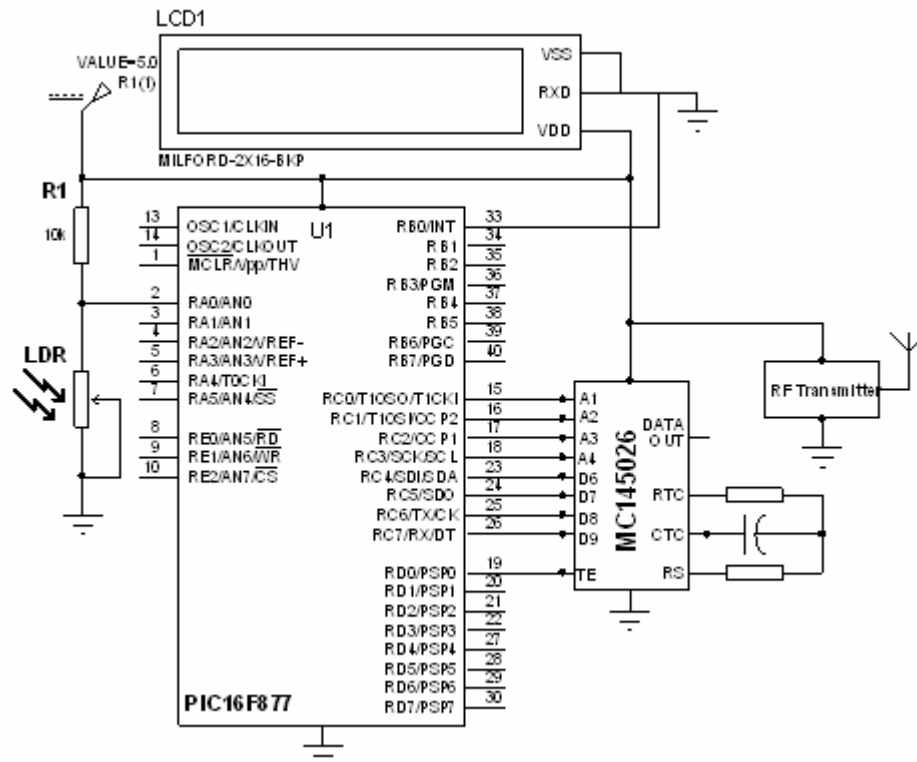 LCD1
VALUE=5.0
R1(1)
VSS
RXD
VDD
MILFORD-2X16-BKP
R1
10k
LDR
U1
13 OSC1/CLKIN
14 OSC2/CLKOUT
1 MCLR/Vpp/THV
2 RA0/AN0
3 RA1/AN1
4 RA2/AN2/VREF-
5 RA3/AN3/VREF+
6 RA4/T0CKI
7 RA5/AN4/SS
8 RE0/AN5/RD
9 RE1/AN6/WR
10 RE2/AN7/CS
RB0/INT 33
RB1 34
RB2 35
RB3/PGM 36
RB4 37
RB5 38
RB6/PGC 39
RB7/PGD 40
RC0/T1OSO/T1CKI 15
RC1/T1OSI/CCP2 16
RC2/CCP1 17
RC3/SCK/SCL 18
RC4/SDI/SDA 23
RC5/SDO 24
RC6/TX/CK 25
RC7/RX/DT 26
RD0/PSP0 19
RD1/PSP1 20
RD2/PSP2 21
RD3/PSP3 22
RD4/PSP4 27
RD5/PSP5 28
RD6/PSP6 29
RD7/PSP7 30
PIC16F877
A1
A2
A3
A4
D6
D7
D8
D9
TE
MC145026
DATA
OUT
RTC
CTC
RS
RF Transmitter